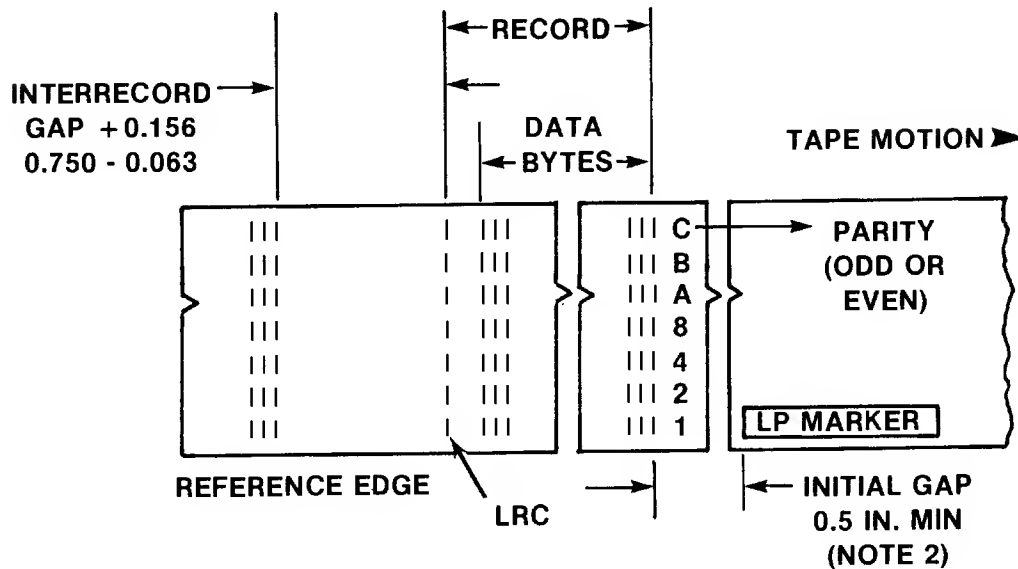 RECORD
INTERRECORD
GAP +0.156
0.750 - 0.063
DATA
BYTES
TAPE MOTION
C
B
A
8
4
2
1
PARITY
(ODD OR
EVEN)
LP MARKER
REFERENCE EDGE
LRC
INITIAL GAP
0.5 IN. MIN
(NOTE 2)